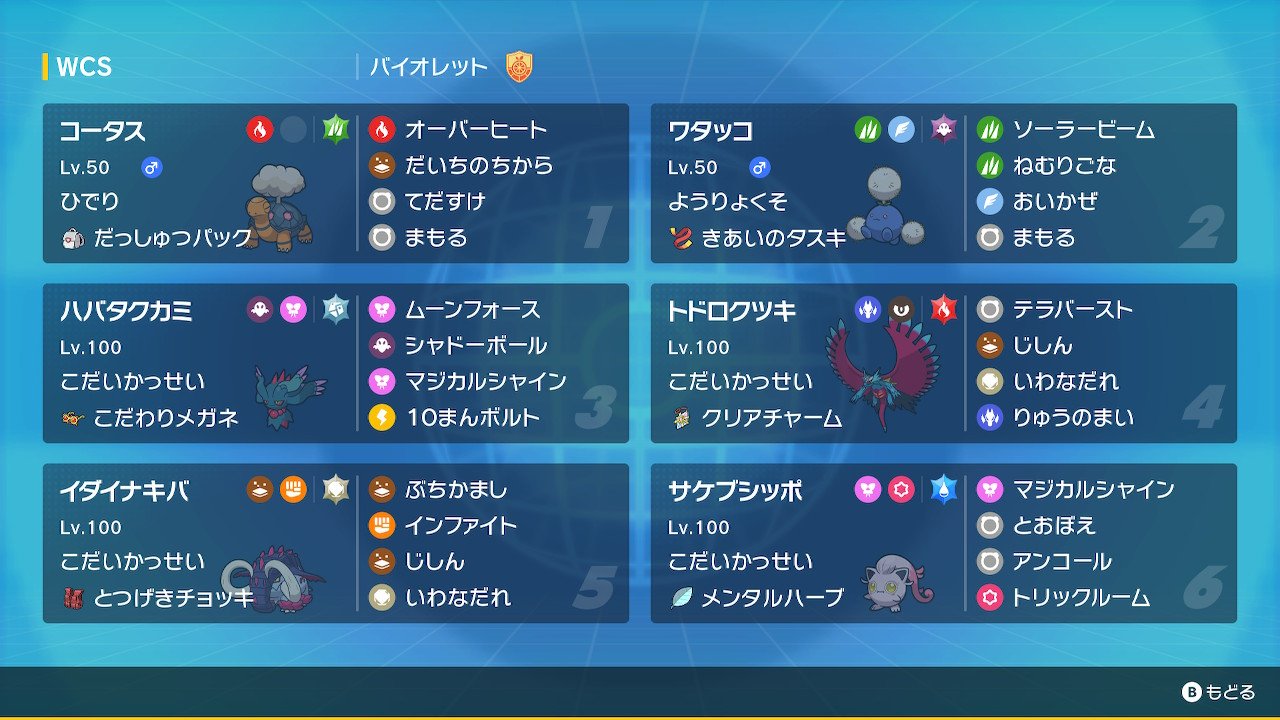 WCS
バイオレット
コータス
Lv.50
ひでり
だっしゅつパック
オーバーヒート
だいちのちから
てだすけ
まもる
1
ワタッコ
Lv.50
ようりょくそ
きあいのタスキ
ソーラービーム
ねむりごな
おいかぜ
まもる
2
ハバタクカミ
Lv.100
こだいかっせい
こだわりメガネ
ムーンフォース
シャドーボール
マジカルシャイン
10まんボルト
3
トドロクツキ
Lv.100
こだいかっせい
クリアチャーム
テラバースト
じしん
いわなだれ
りゅうのまい
4
イダイナキバ
Lv.100
こだいかっせい
とつげきチョッキ
ぶちかまし
インファイト
じしん
いわなだれ
5
サケブシッポ
Lv.100
こだいかっせい
メンタルハーブ
マジカルシャイン
とおぼえ
アンコール
トリックルーム
6
B もどる